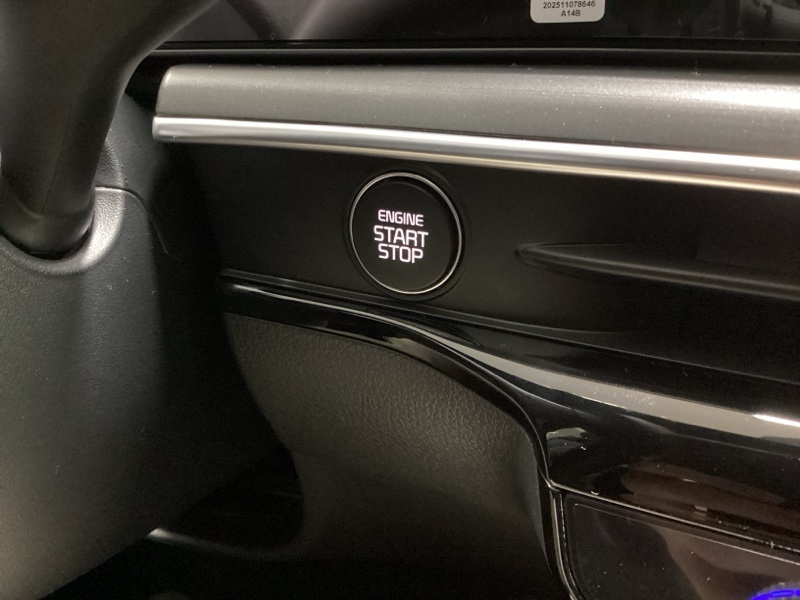 202511078646
A14B
ENGINE
START
STOP